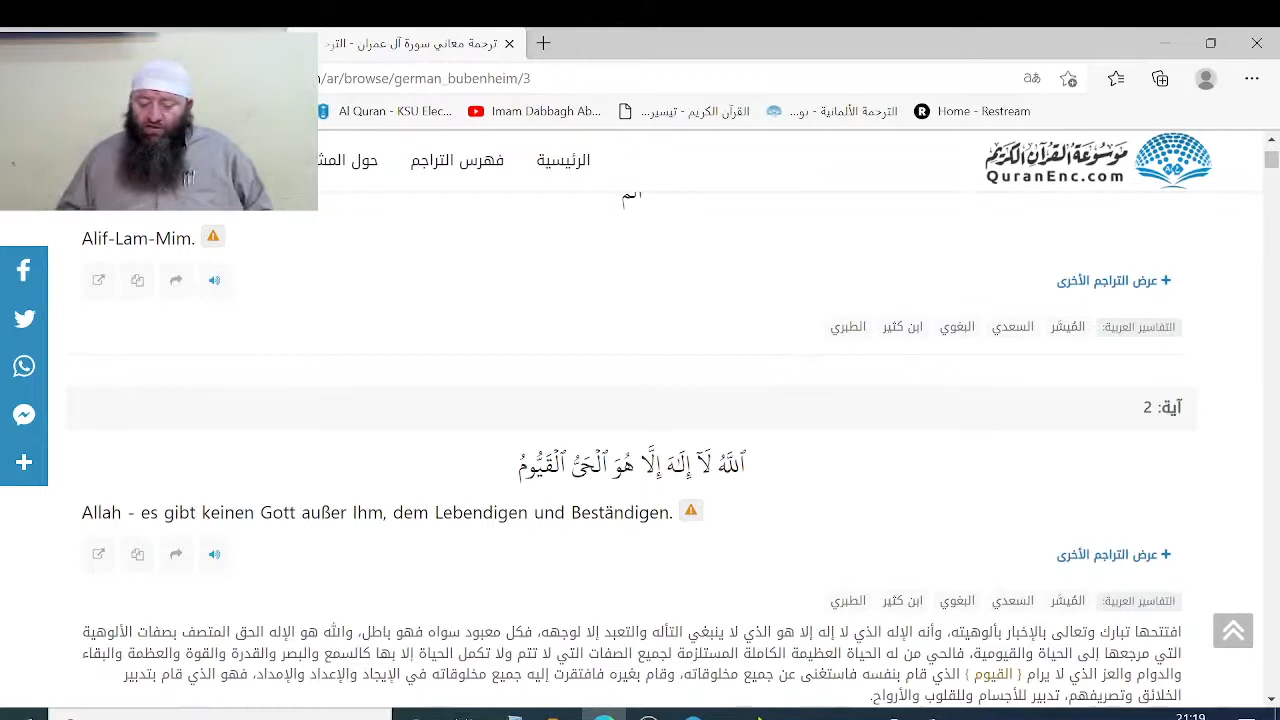 ترجمة معاني سورة آل عمران - التر
n/ar/browse/german_bubenheim/3
Al Quran - KSU Elec...
Imam Dabbagh Ab...
القرآن الكريم - تيسير...
الترجمة الألمانية - بو...
Home - Restream
موسوعة القرآن الكريم
QuranEnc.com
الرئيسية
فهرس التراجم
حول المش
الم
Alif-Lam-Mim.
+ عرض التراجم الأخرى
التفاسير العربية: المُيسَّر السعدي البغوي ابن كثير الطبري
آية: 2
ٱللَّهُ لَآ إِلَٰهَ إِلَّا هُوَ ٱلْحَىُّ ٱلْقَيُّومُ
Allah - es gibt keinen Gott außer Ihm, dem Lebendigen und Beständigen.
+ عرض التراجم الأخرى
التفاسير العربية: المُيسَّر السعدي البغوي ابن كثير الطبري
افتتحها تبارك وتعالى بالإخبار بألوهيته، وأنه الإله الذي لا إله إلا هو الذي لا ينبغي التأله والتعبد إلا لوجهه، فكل معبود سواه فهو باطل، والله هو الإله الحق المتصف بصفات الألوهية
التي مرجعها إلى الحياة والقيومية، فالحي من له الحياة العظيمة الكاملة المستلزمة لجميع الصفات التي لا تتم ولا تكمل الحياة إلا بها كالسمع والبصر والقدرة والقوة والعظمة والبقاء
والدوام والعز الذي لا يرام { القيوم } الذي قام بنفسه فاستغنى عن جميع مخلوقاته، وقام بغيره فافتقرت إليه جميع مخلوقاته في الإيجاد والإعداد والإمداد، فهو الذي قام بتدبير
الخلائق وتصريفهم، تدبير للأجسام وللقلوب والأرواح.
21:19